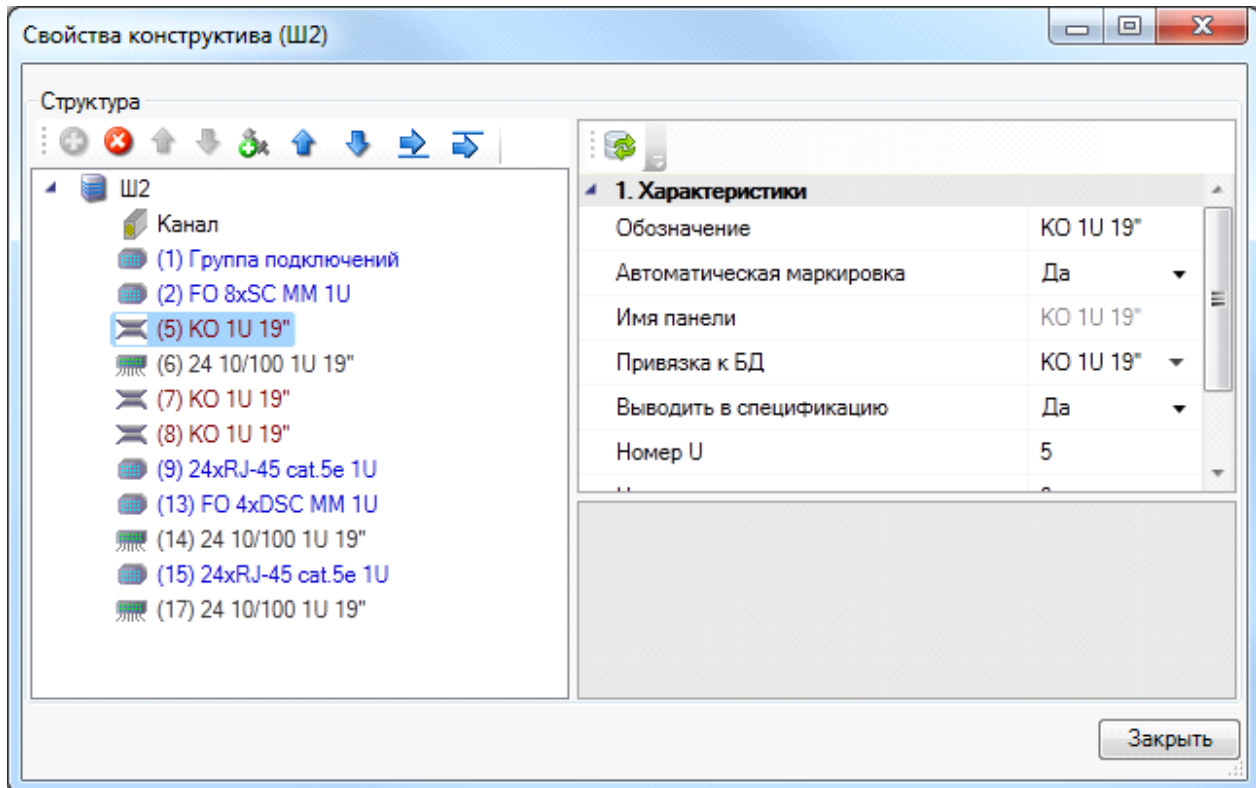 Свойства конструктива (Ш2)
Структура
Ш2
Канал
(1) Группа подключений
(2) FO 8xSC MM 1U
(5) КО 1U 19"
(6) 24 10/100 1U 19"
(7) КО 1U 19"
(8) КО 1U 19"
(9) 24xRJ-45 cat.5e 1U
(13) FO 4xDSC MM 1U
(14) 24 10/100 1U 19"
(15) 24xRJ-45 cat.5e 1U
(17) 24 10/100 1U 19"
1. Характеристики
Обозначение КО 1U 19"
Автоматическая маркировка Да
Имя панели КО 1U 19"
Привязка к БД КО 1U 19"
Выводить в спецификацию Да
Номер U 5
Закрыть